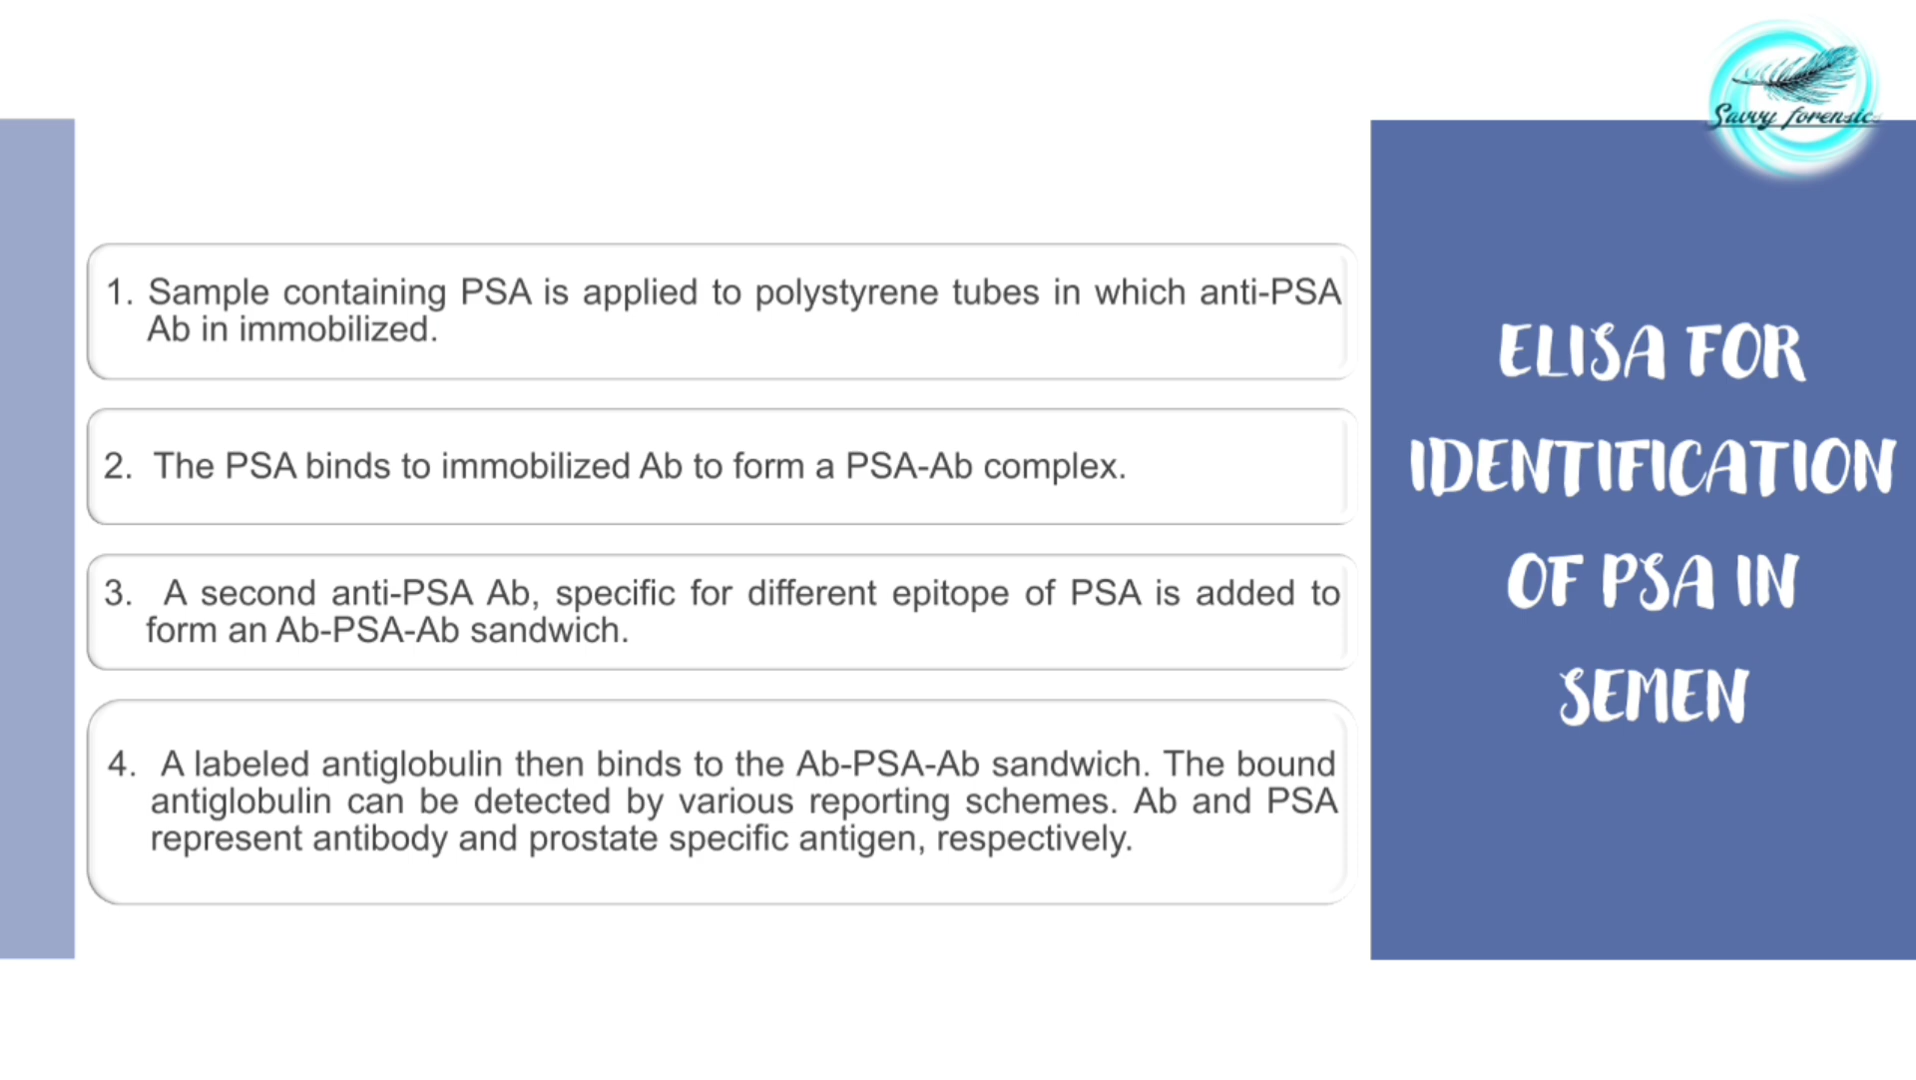 Savvy forensics
1. Sample containing PSA is applied to polystyrene tubes in which anti-PSA
Ab in immobilized.
2. The PSA binds to immobilized Ab to form a PSA-Ab complex.
3. A second anti-PSA Ab, specific for different epitope of PSA is added to
form an Ab-PSA-Ab sandwich.
4. A labeled antiglobulin then binds to the Ab-PSA-Ab sandwich. The bound
antiglobulin can be detected by various reporting schemes. Ab and PSA
represent antibody and prostate specific antigen, respectively.
ELISA FOR
IDENTIFICATION
OF PSA IN
SEMEN